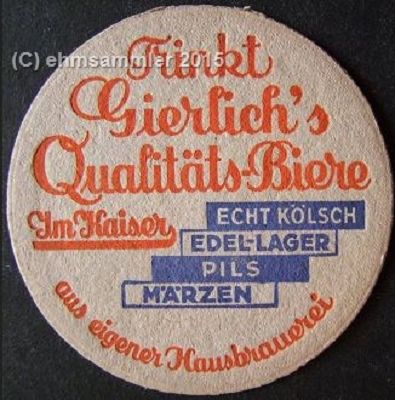 (C) ehmsammler 2015
Trinkt
Gierlich's
Qualitäts-Biere
Im Kaiser
ECHT KÖLSCH
EDEL-LAGER
PILS
MÄRZEN
aus eigener Hausbrauerei